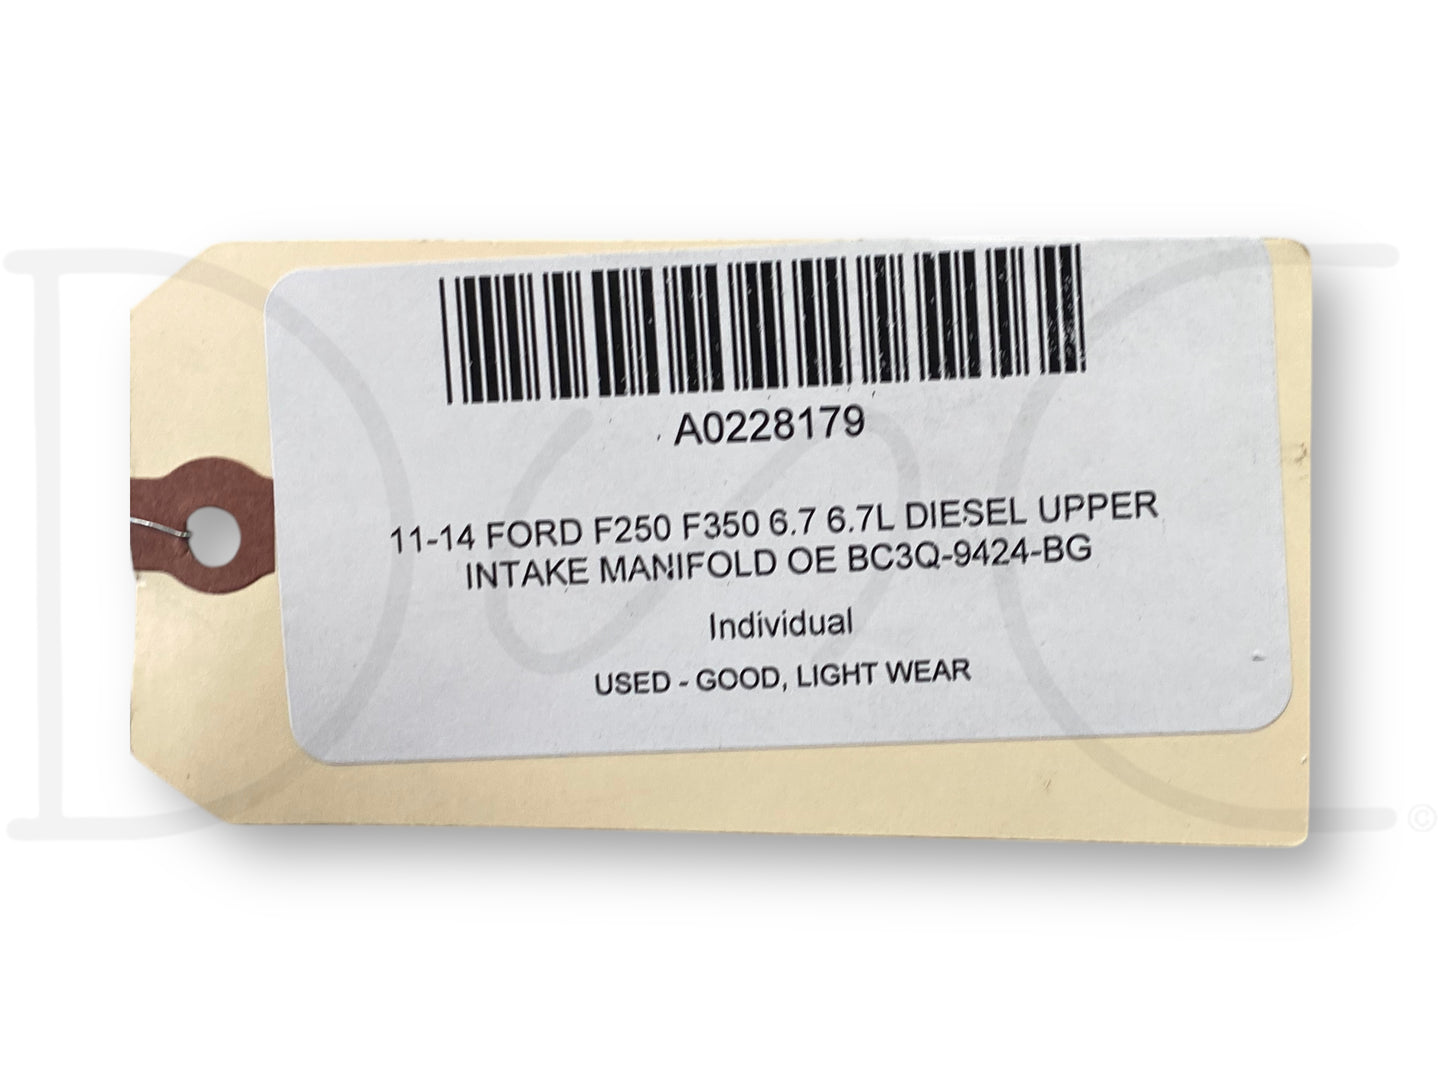 A0228179
11-14 FORD F250 F350 6.7 6.7L DIESEL UPPER
INTAKE MANIFOLD OE BC3Q-9424-BG
Individual
USED - GOOD, LIGHT WEAR